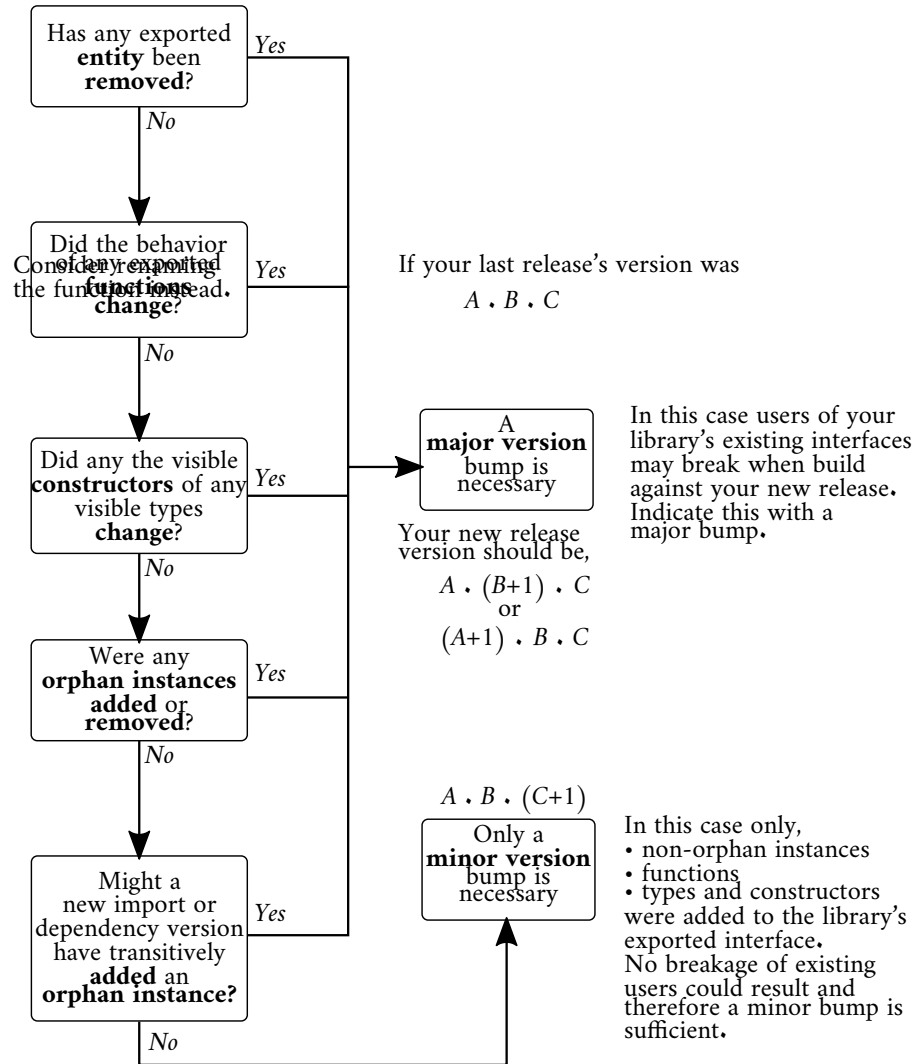 Has any exported
entity been
removed?
Yes
No
Did the behavior
of any exported
functions
change?
Consider renaming
the function instead.
Yes
No
If your last release's version was
A . B . C
Did any the visible
constructors of any
visible types
change?
Yes
No
A
major version
bump is
necessary
In this case users of your
library's existing interfaces
may break when build
against your new release.
Indicate this with a
major bump.
Your new release
version should be,
A . (B+1) . C
or
(A+1) . B . C
Were any
orphan instances
added or
removed?
Yes
No
Might a
new import or
dependency version
have transitively
added an
orphan instance?
Yes
No
A . B . (C+1)
Only a
minor version
bump is
necessary
In this case only,
• non-orphan instances
• functions
• types and constructors
were added to the library's
exported interface.
No breakage of existing
users could result and
therefore a minor bump is
sufficient.